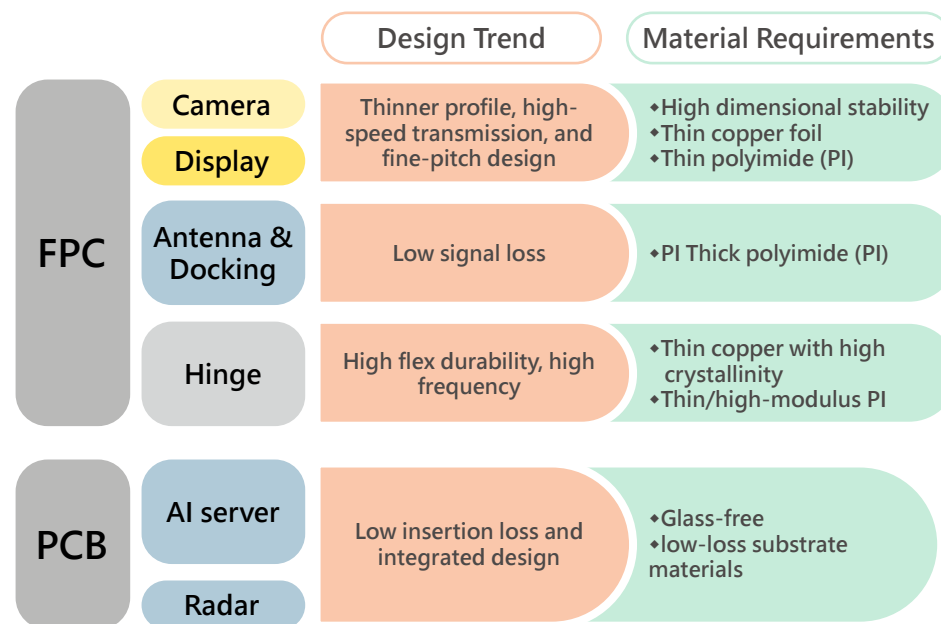 Design Trend
Material Requirements
FPC
Camera
Display
Thinner profile, high-
speed transmission, and
fine-pitch design
◆High dimensional stability
◆Thin copper foil
◆Thin polyimide (PI)
Antenna &
Docking
Low signal loss
◆PI Thick polyimide (PI)
Hinge
High flex durability, high
frequency
◆Thin copper with high
crystallinity
◆Thin/high-modulus PI
PCB
AI server
Radar
Low insertion loss and
integrated design
◆Glass-free
◆low-loss substrate
materials